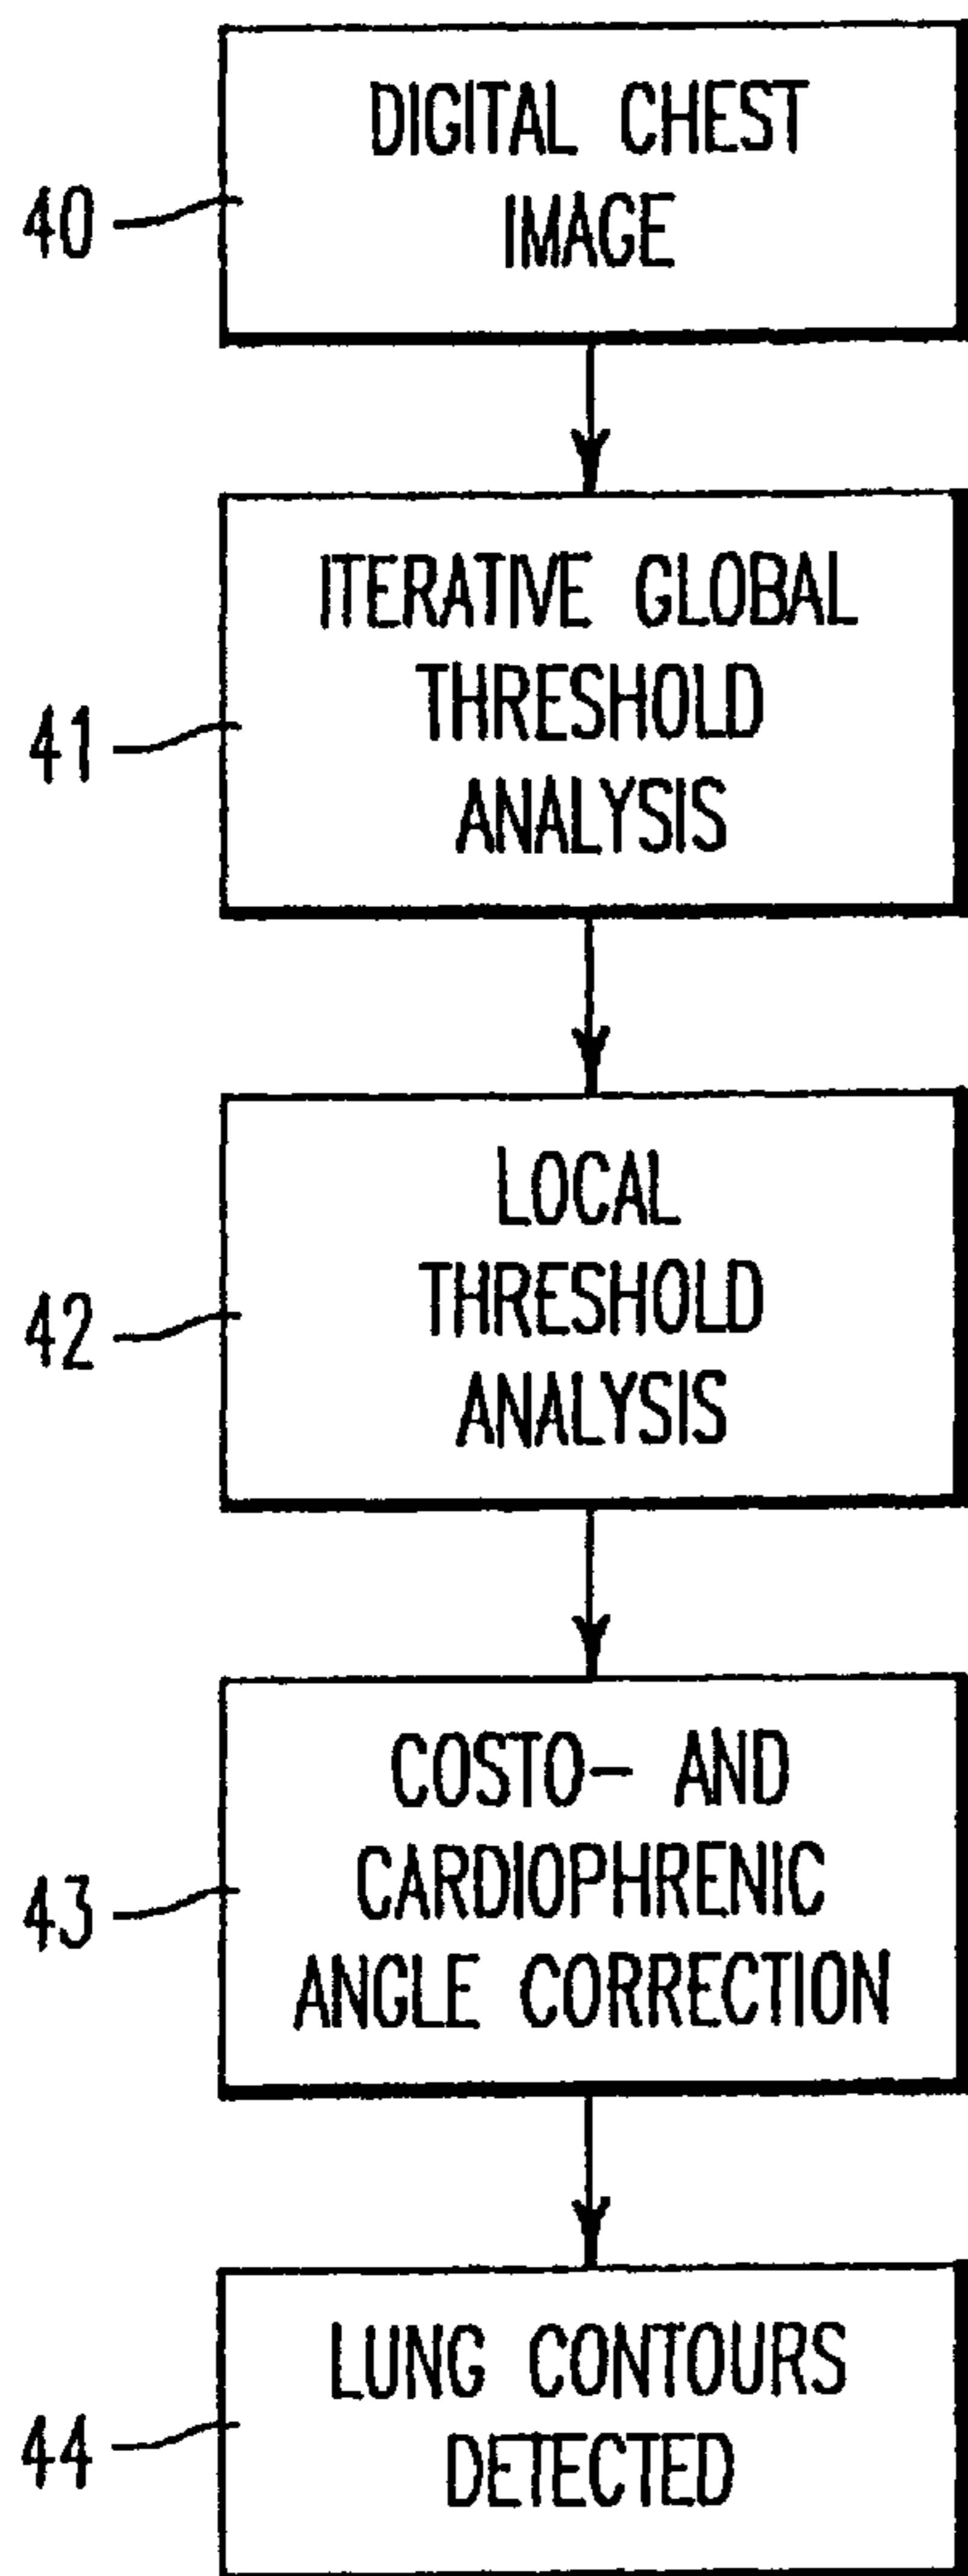 DIGITAL CHEST
IMAGE
40
ITERATIVE GLOBAL
THRESHOLD
ANALYSIS
41
LOCAL
THRESHOLD
ANALYSIS
42
COSTO- AND
CARDIOPHRENIC
ANGLE CORRECTION
43
LUNG CONTOURS
DETECTED
44